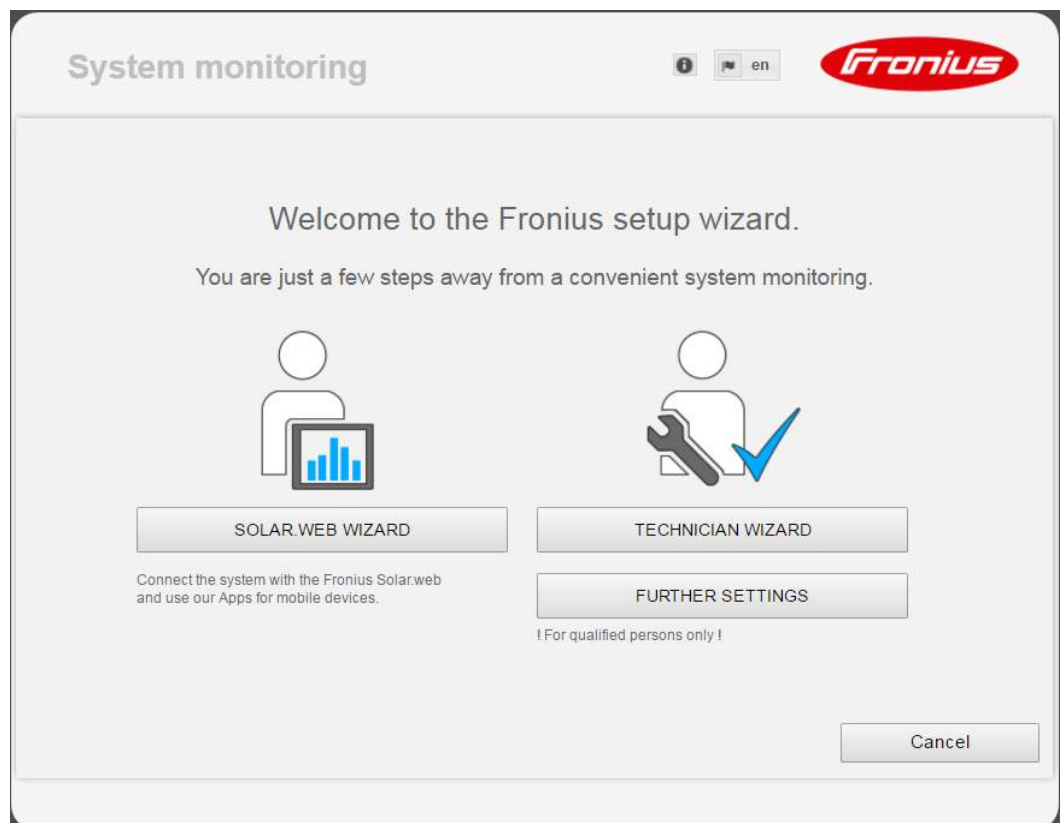 System monitoring
en
Fronius
Welcome to the Fronius setup wizard.
You are just a few steps away from a convenient system monitoring.
SOLAR.WEB WIZARD
Connect the system with the Fronius Solar.web
and use our Apps for mobile devices.
TECHNICIAN WIZARD
FURTHER SETTINGS
! For qualified persons only !
Cancel